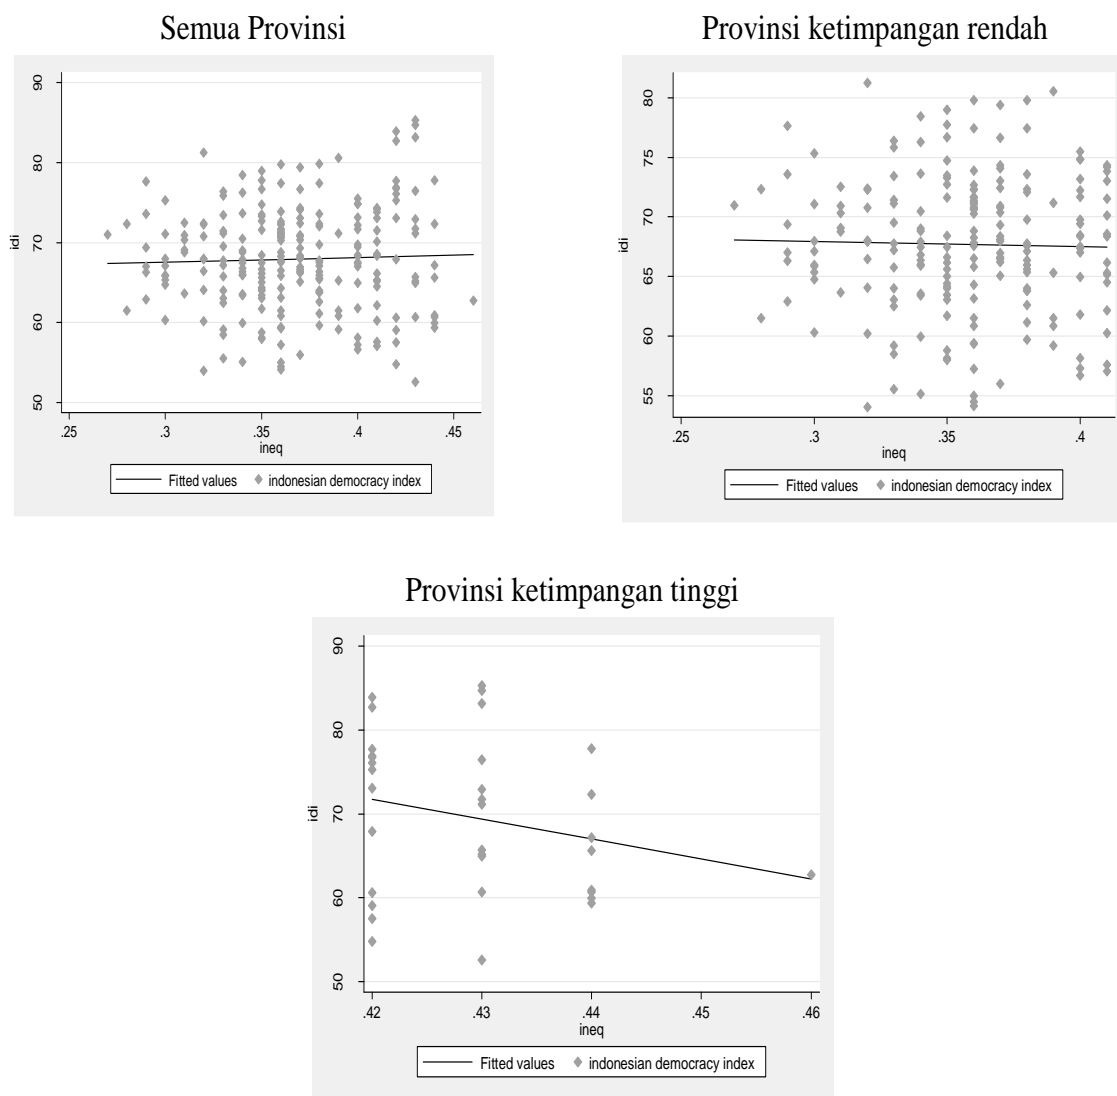 Semua Provinsi
idi
90
80
70
60
50
.25 .3 .35 .4 .45
ineq
Fitted values indonesian democracy index
Provinsi ketimpangan rendah
idi
80
75
70
65
60
55
.25 .3 .35 .4
ineq
Fitted values indonesian democracy index
Provinsi ketimpangan tinggi
idi
90
80
70
60
50
.42 .43 .44 .45 .46
ineq
Fitted values indonesian democracy index